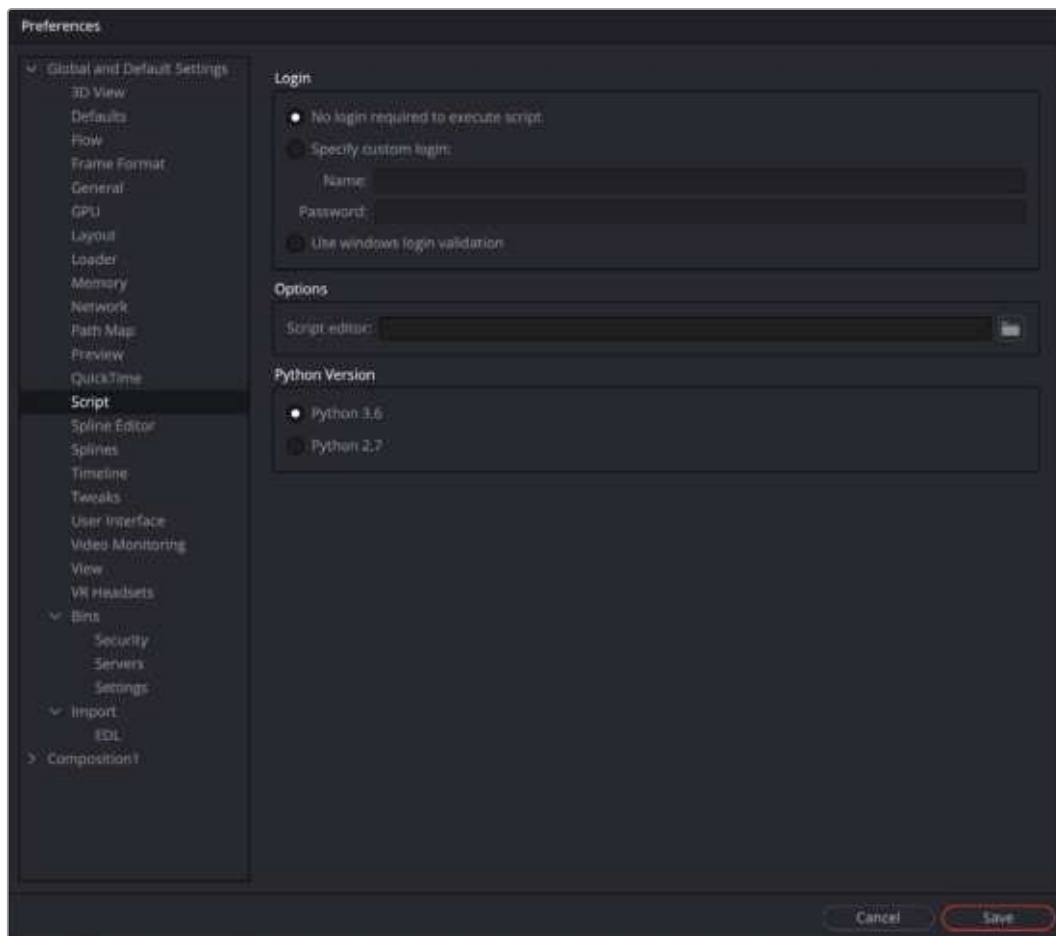 Preferences
Global and Default Settings
3D View
Defaults
Flow
Frame Format
General
GPU
Layout
Loader
Memory
Network
Path Map
Preview
QuickTime
Script
Spline Editor
Splines
Timeline
Tweaks
User Interface
Video Monitoring
View
VR Headsets
Bins
Security
Servers
Settings
Import
EDL
Composition1
Login
No login required to execute script
Specify custom login:
Name:
Password:
Use windows login validation
Options
Script editor:
Python Version
Python 3.6
Python 2.7
Cancel
Save